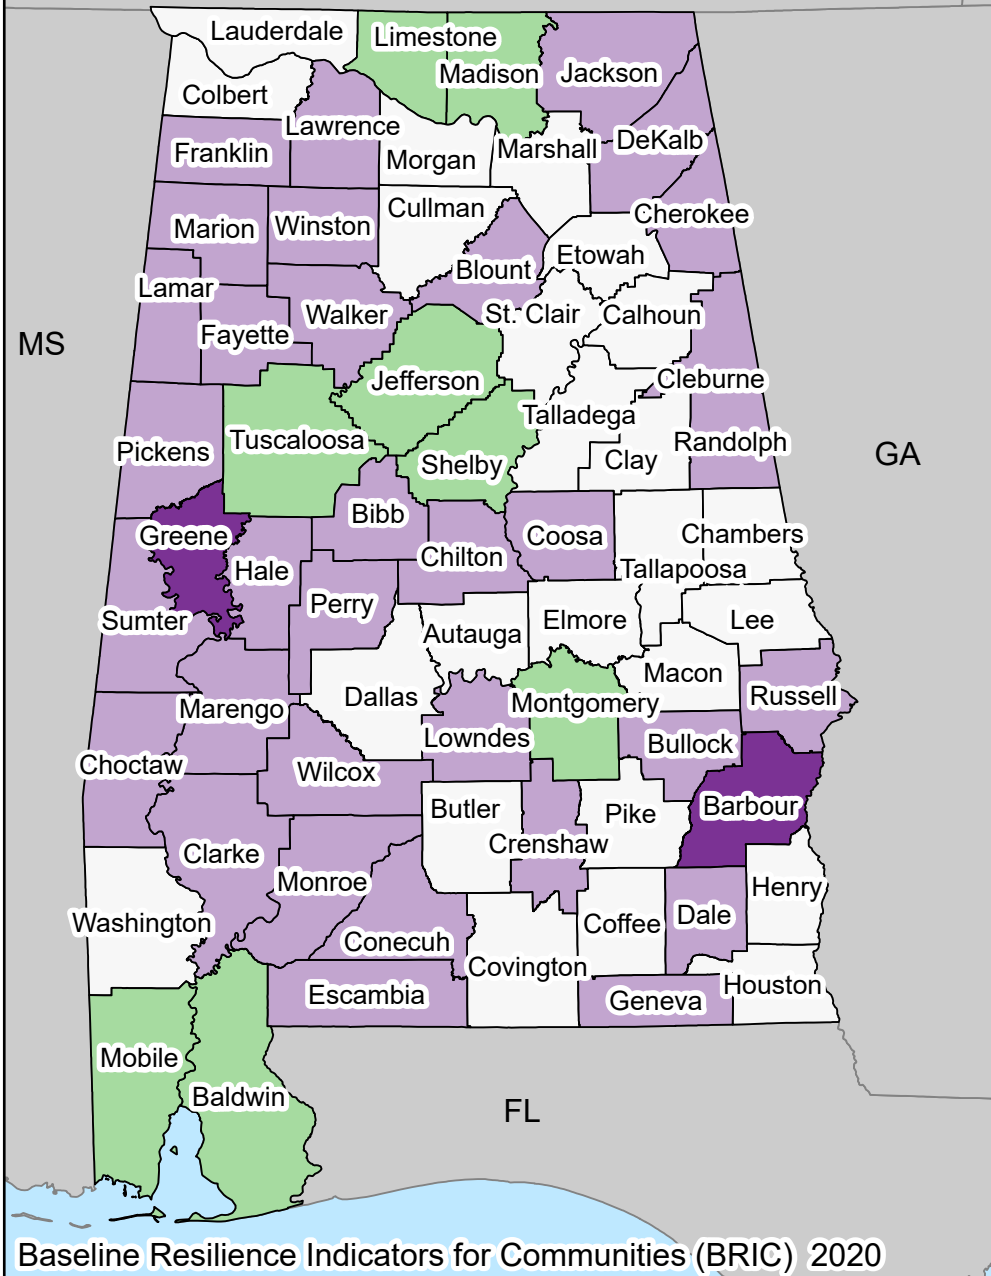 Lauderdale
Limestone
Madison
Jackson
Colbert
Lawrence
Franklin
Morgan
Marshall
DeKalb
Marion
Winston
Cullman
Cherokee
Blount
Etowah
Lamar
Fayette
Walker
St. Clair
Calhoun
MS
Jefferson
Cleburne
Talladega
Tuscaloosa
Pickens
Shelby
Clay
Randolph
GA
Bibb
Greene
Hale
Chilton
Coosa
Chambers
Tallapoosa
Perry
Sumter
Autauga
Elmore
Lee
Macon
Dallas
Montgomery
Russell
Marengo
Lowndes
Bullock
Choctaw
Wilcox
Butler
Pike
Barbour
Crenshaw
Clarke
Monroe
Henry
Washington
Coffee
Dale
Conecuh
Covington
Escambia
Geneva
Houston
Mobile
Baldwin
FL
Baseline Resilience Indicators for Communities (BRIC) 2020